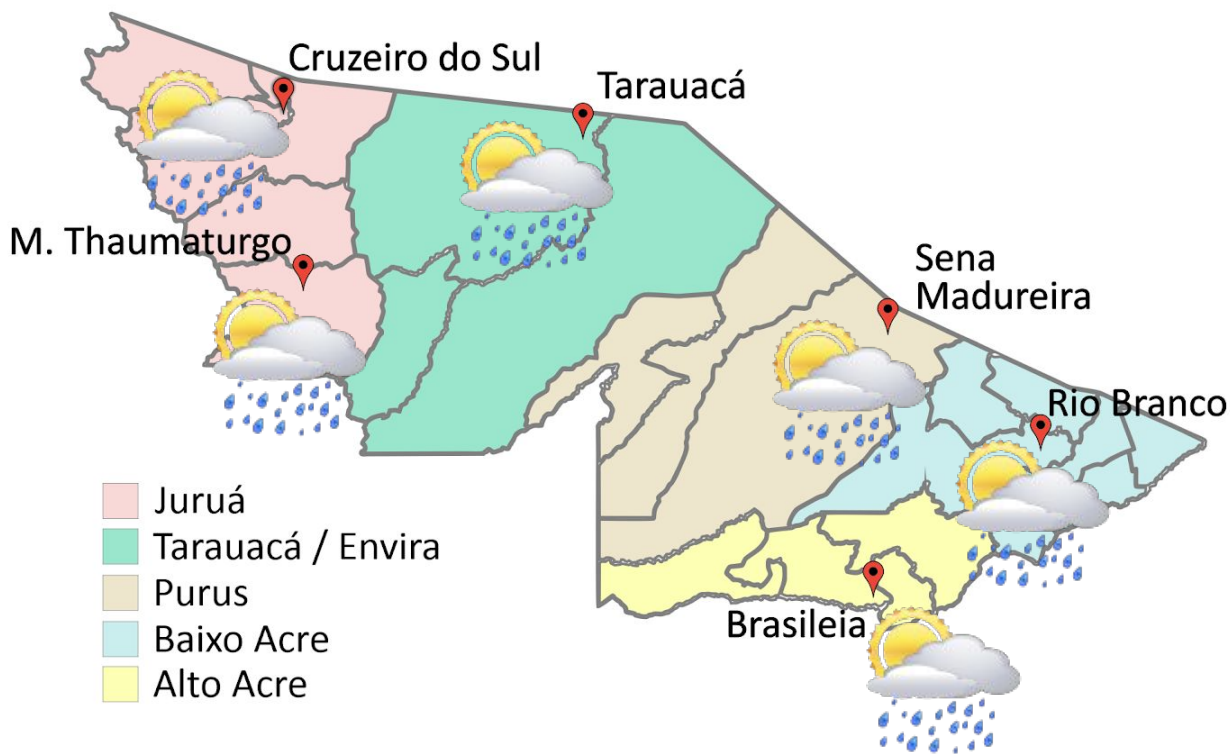 Cruzeiro do Sul
Tarauacá
M. Thaumaturgo
Sena
Madureira
Rio Branco
Brasileia
Juruá
Tarauacá / Envira
Purus
Baixo Acre
Alto Acre